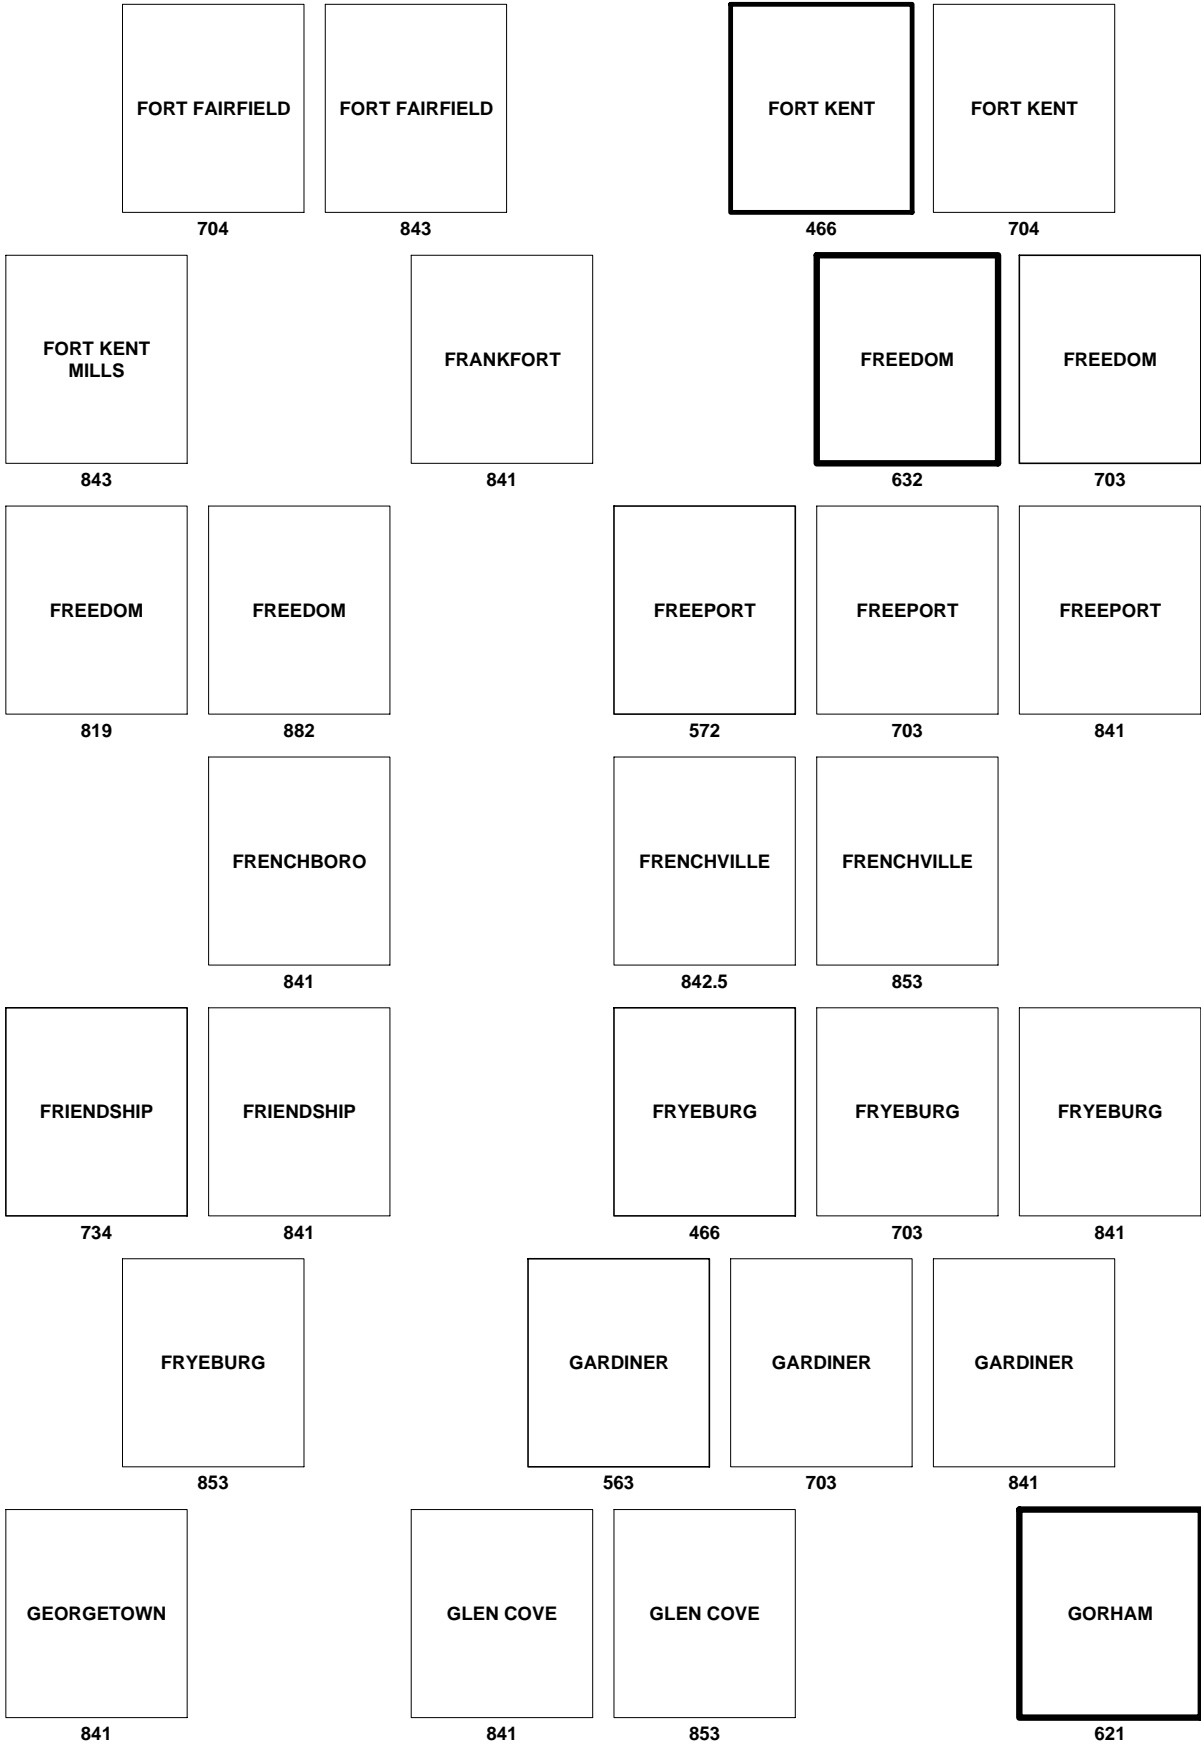 FORT FAIRFIELD FORT FAIRFIELD FORT KENT FORT KENT
704 843 466 704
FORT KENT
MILLS
FRANKFORT FREEDOM FREEDOM
843 841 632 703
FREEDOM FREEDOM FREEPORT FREEPORT FREEPORT
819 882 572 703 841
FRENCHBORO FRENCHVILLE FRENCHVILLE
841 842.5 853
FRIENDSHIP FRIENDSHIP FRYEBURG FRYEBURG FRYEBURG
734 841 466 703 841
FRYEBURG GARDINER GARDINER GARDINER
853 563 703 841
GEORGETOWN GLEN COVE GLEN COVE GORHAM
841 841 853 621